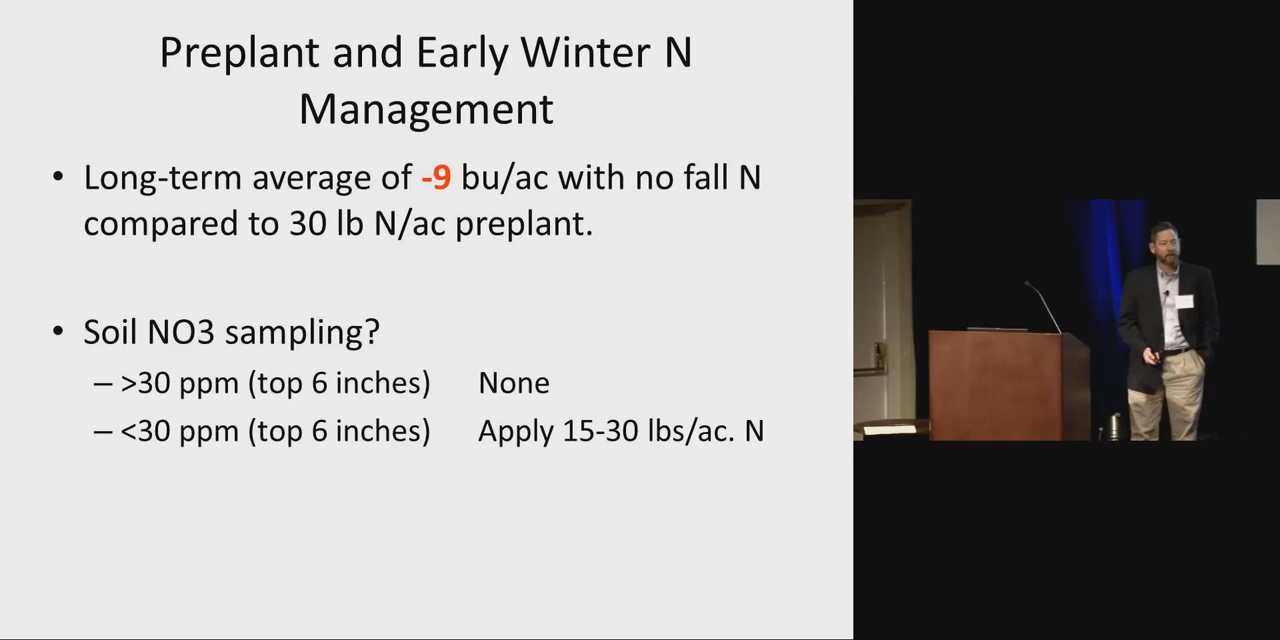 Preplant and Early Winter N
Management
• Long-term average of -9 bu/ac with no fall N
compared to 30 lb N/ac preplant.
• Soil NO3 sampling?
– >30 ppm (top 6 inches) None
– <30 ppm (top 6 inches) Apply 15-30 lbs/ac. N